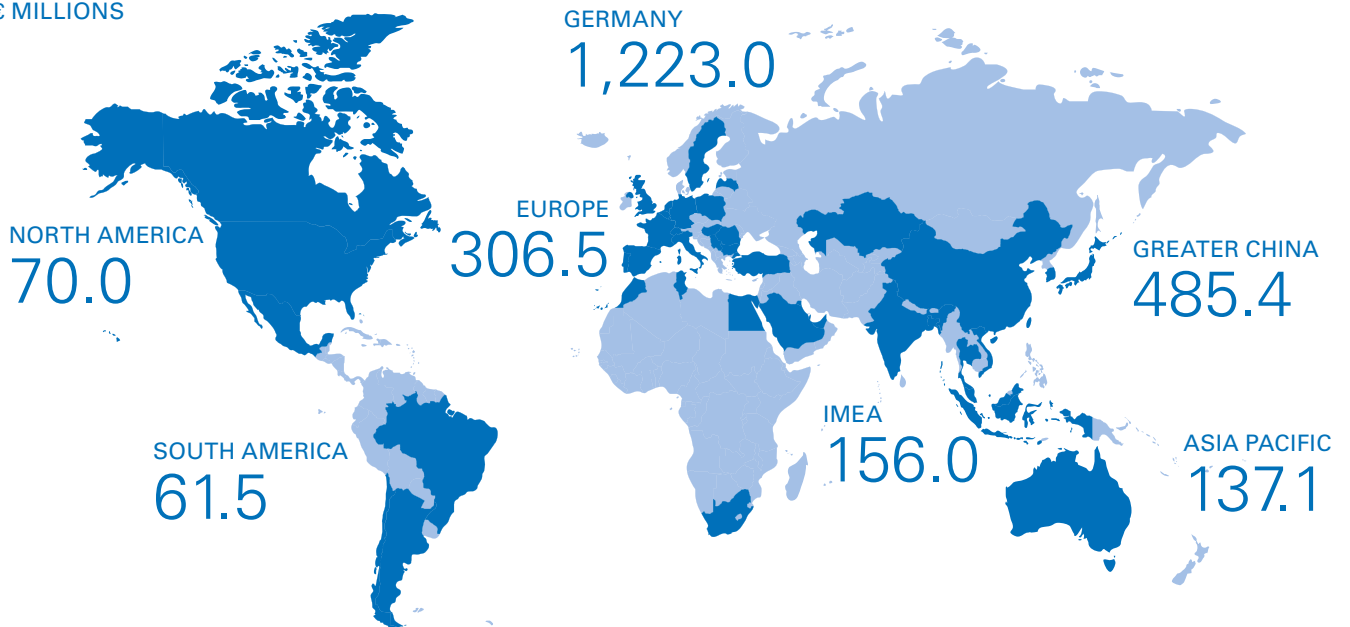 € MILLIONS
GERMANY
1,223.0
EUROPE
306.5
NORTH AMERICA
70.0
GREATER CHINA
485.4
IMEA
156.0
SOUTH AMERICA
61.5
ASIA PACIFIC
137.1